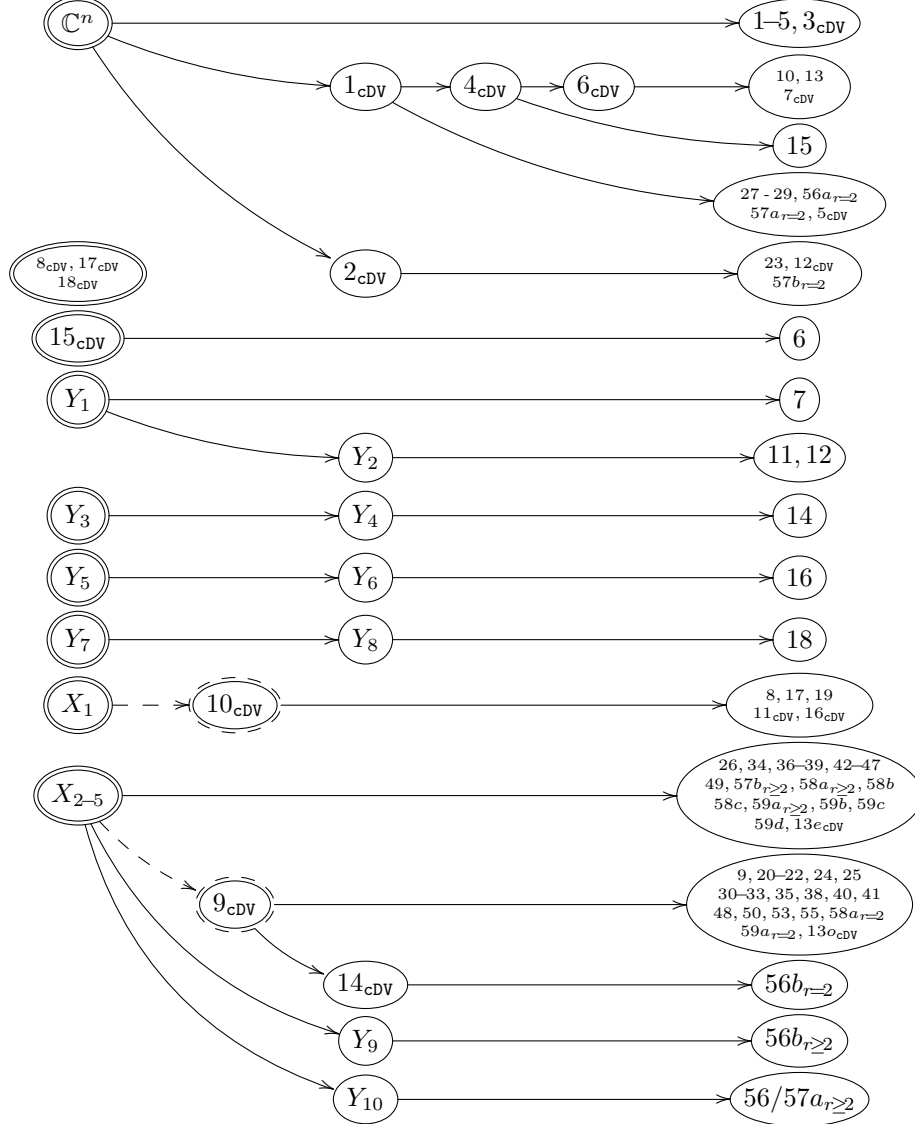 ℂⁿ
1–5, 3_cDV
1_cDV
4_cDV
6_cDV
10, 13
7_cDV
15
27 - 29, 56a_{r=2}
57a_{r=2}, 5_cDV
8_cDV, 17_cDV
18_cDV
2_cDV
23, 12_cDV
57b_{r=2}
15_cDV
6
Y_1
7
Y_2
11, 12
Y_3
Y_4
14
Y_5
Y_6
16
Y_7
Y_8
18
X_1
10_cDV
8, 17, 19
11_cDV, 16_cDV
X_{2–5}
26, 34, 36–39, 42–47
49, 57b_{r≥2}, 58a_{r≥2}, 58b
58c, 59a_{r≥2}, 59b, 59c
59d, 13e_cDV
9_cDV
9, 20–22, 24, 25
30–33, 35, 38, 40, 41
48, 50, 53, 55, 58a_{r=2}
59a_{r=2}, 13o_cDV
14_cDV
56b_{r=2}
Y_9
56b_{r≥2}
Y_{10}
56/57a_{r≥2}